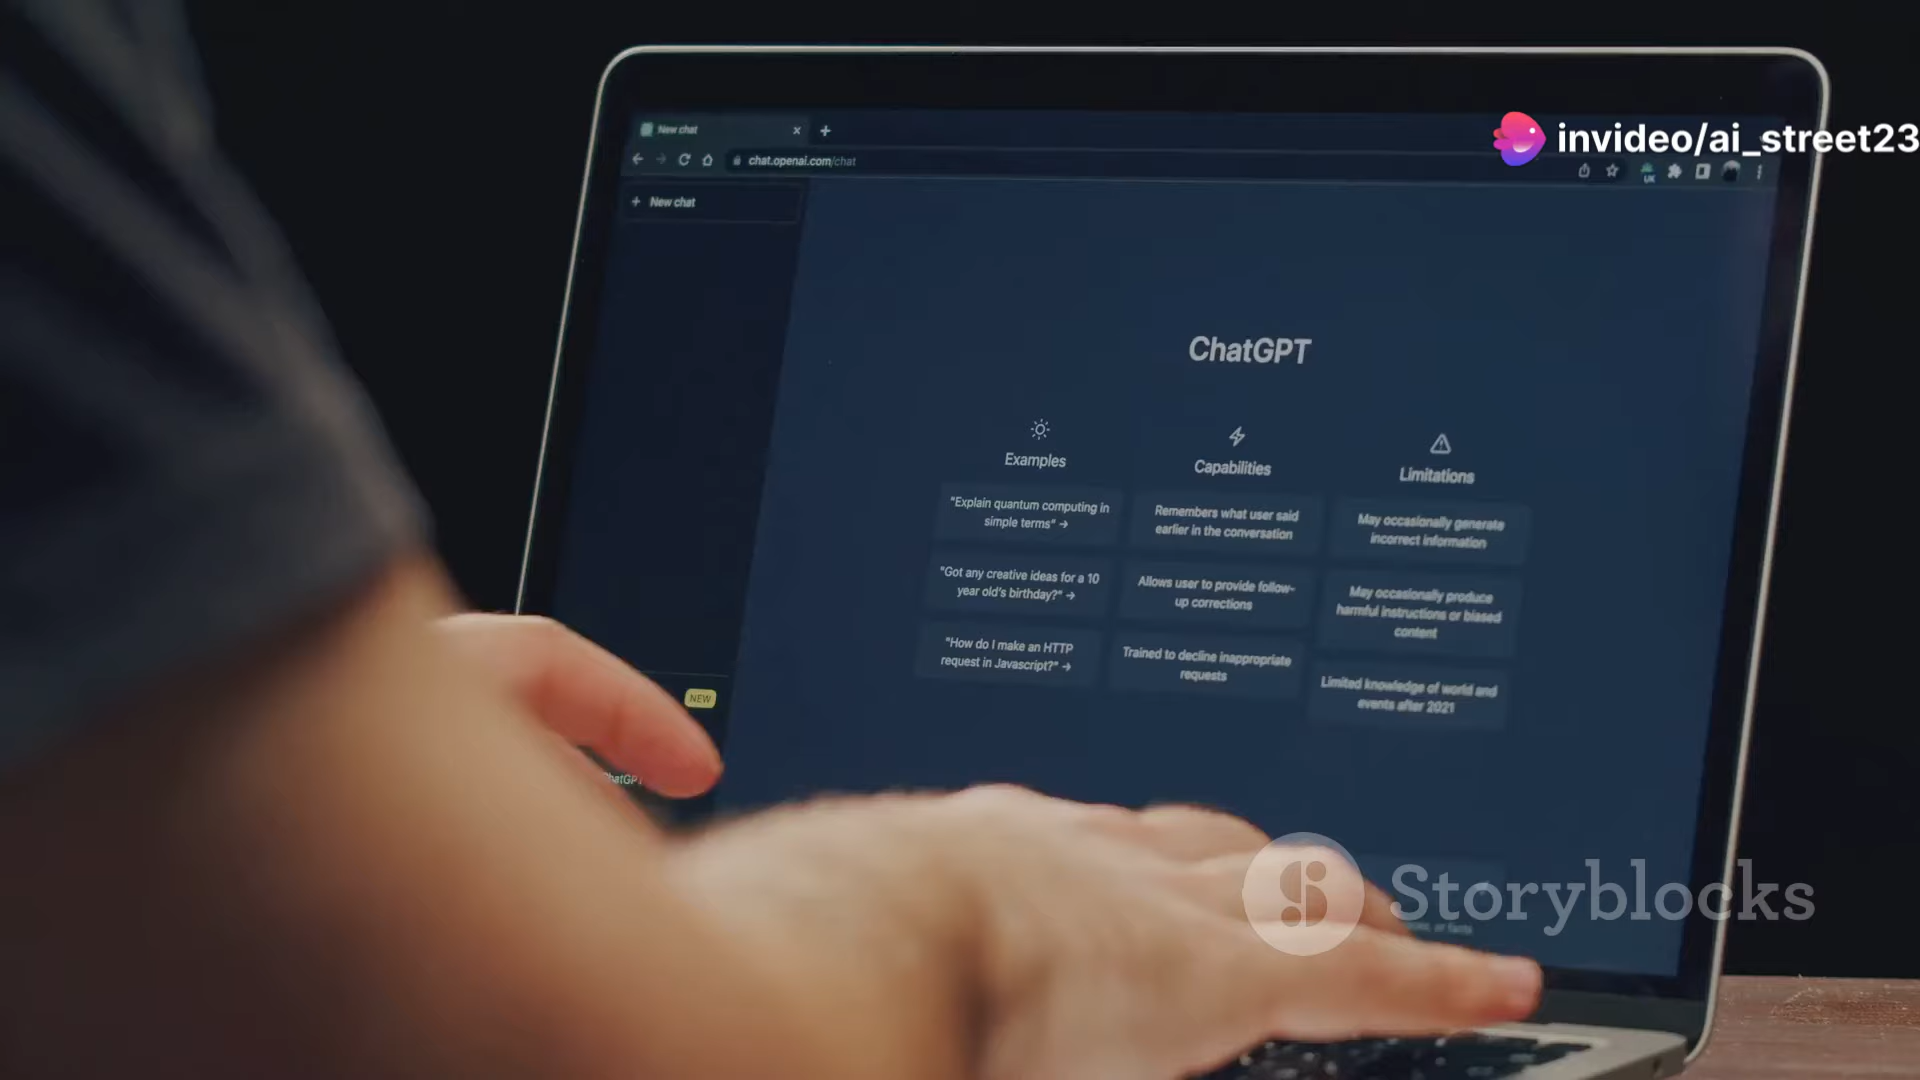 New chat
invideo/ai_street23
chat.openai.com/chat
UK
+ New chat
ChatGPT
Examples
Capabilities
Limitations
"Explain quantum computing in
simple terms" →
Remembers what user said
earlier in the conversation
May occasionally generate
incorrect information
"Got any creative ideas for a 10
year old's birthday?" →
Allows user to provide follow-
up corrections
May occasionally produce
harmful instructions or biased
content
"How do I make an HTTP
request in Javascript?" →
Trained to decline inappropriate
requests
Limited knowledge of world and
events after 2021
NEW
ChatGPT
Storyblocks
or facts